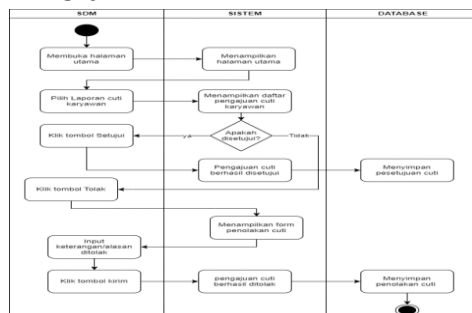 SDM
SISTEM
DATABASE
Membuka halaman
utama
Menampilkan
halaman utama
Pilih Laporan cuti
karyawan
Menampilkan daftar
pengajuan cuti
karyawan
Klik tombol Setujui
yA
Apakah
disetujui?
Tidak
Pengajuan cuti
berhasil disetujui
Menyimpan
pesetujuan cuti
Klik tombol Tolak
Menampilkan form
penolakan cuti
Input
keterangan/alasan
ditolak
Klik tombol kirim
pengajuan cuti
berhasil ditolak
Menyimpan
penolakan cuti